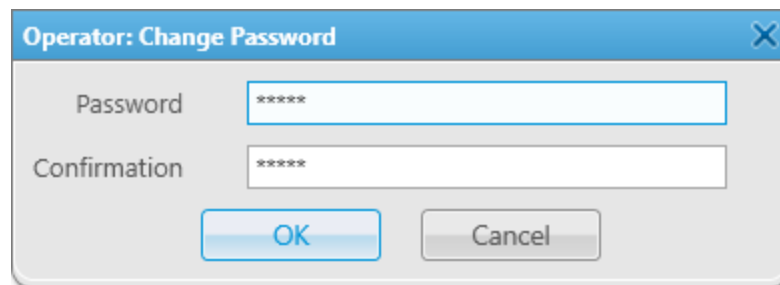 Operator: Change Password
Password *****
Confirmation *****
OK Cancel